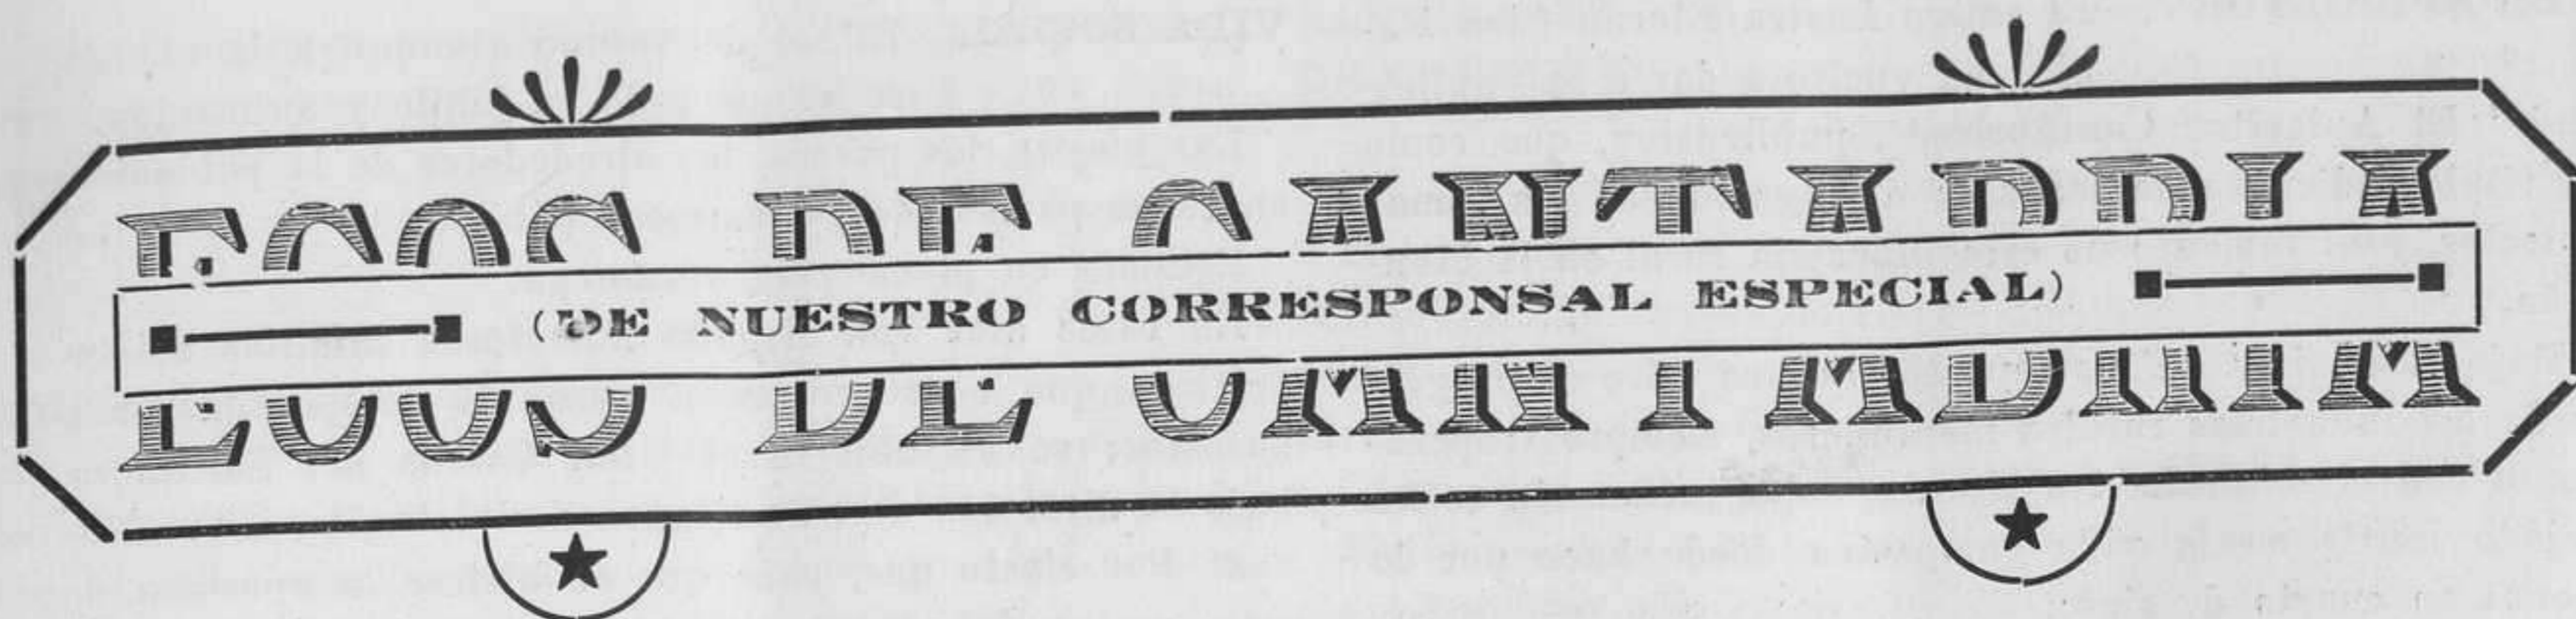 ECOS DE CANTABRIA
(DE NUESTRO CORRESPONSAL ESPECIAL)